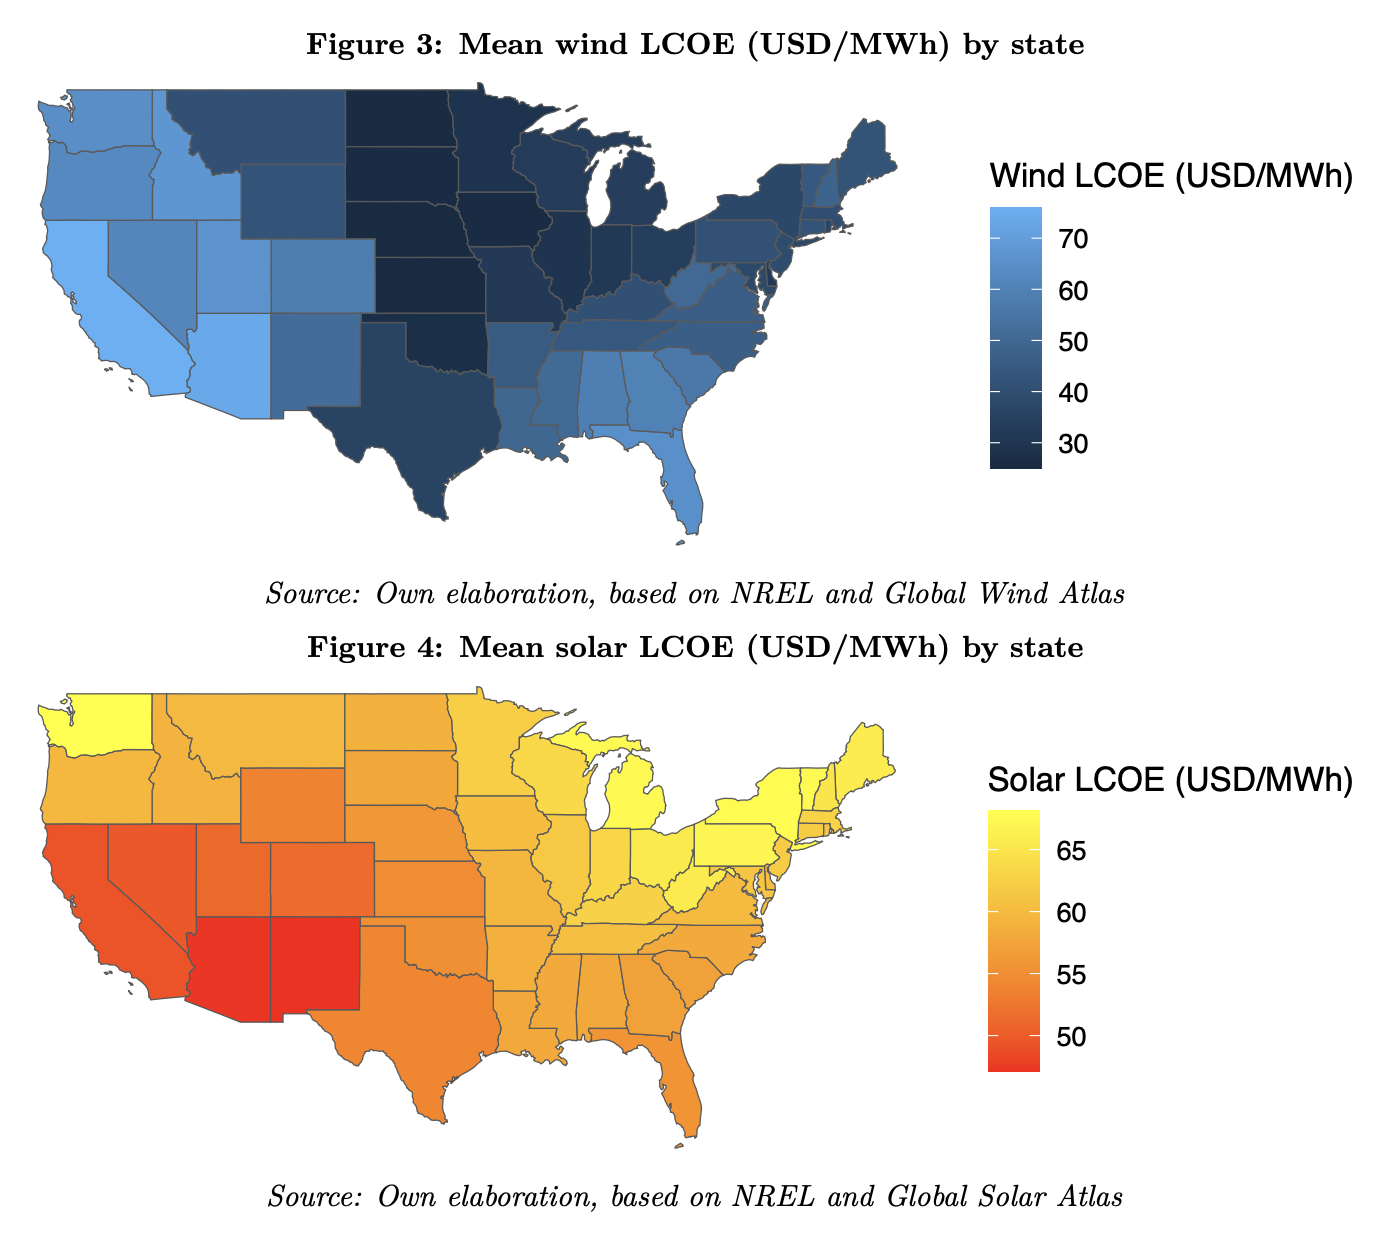 Figure 3: Mean wind LCOE (USD/MWh) by state
Wind LCOE (USD/MWh)
70
60
50
40
30
Source: Own elaboration, based on NREL and Global Wind Atlas
Figure 4: Mean solar LCOE (USD/MWh) by state
Solar LCOE (USD/MWh)
65
60
55
50
Source: Own elaboration, based on NREL and Global Solar Atlas